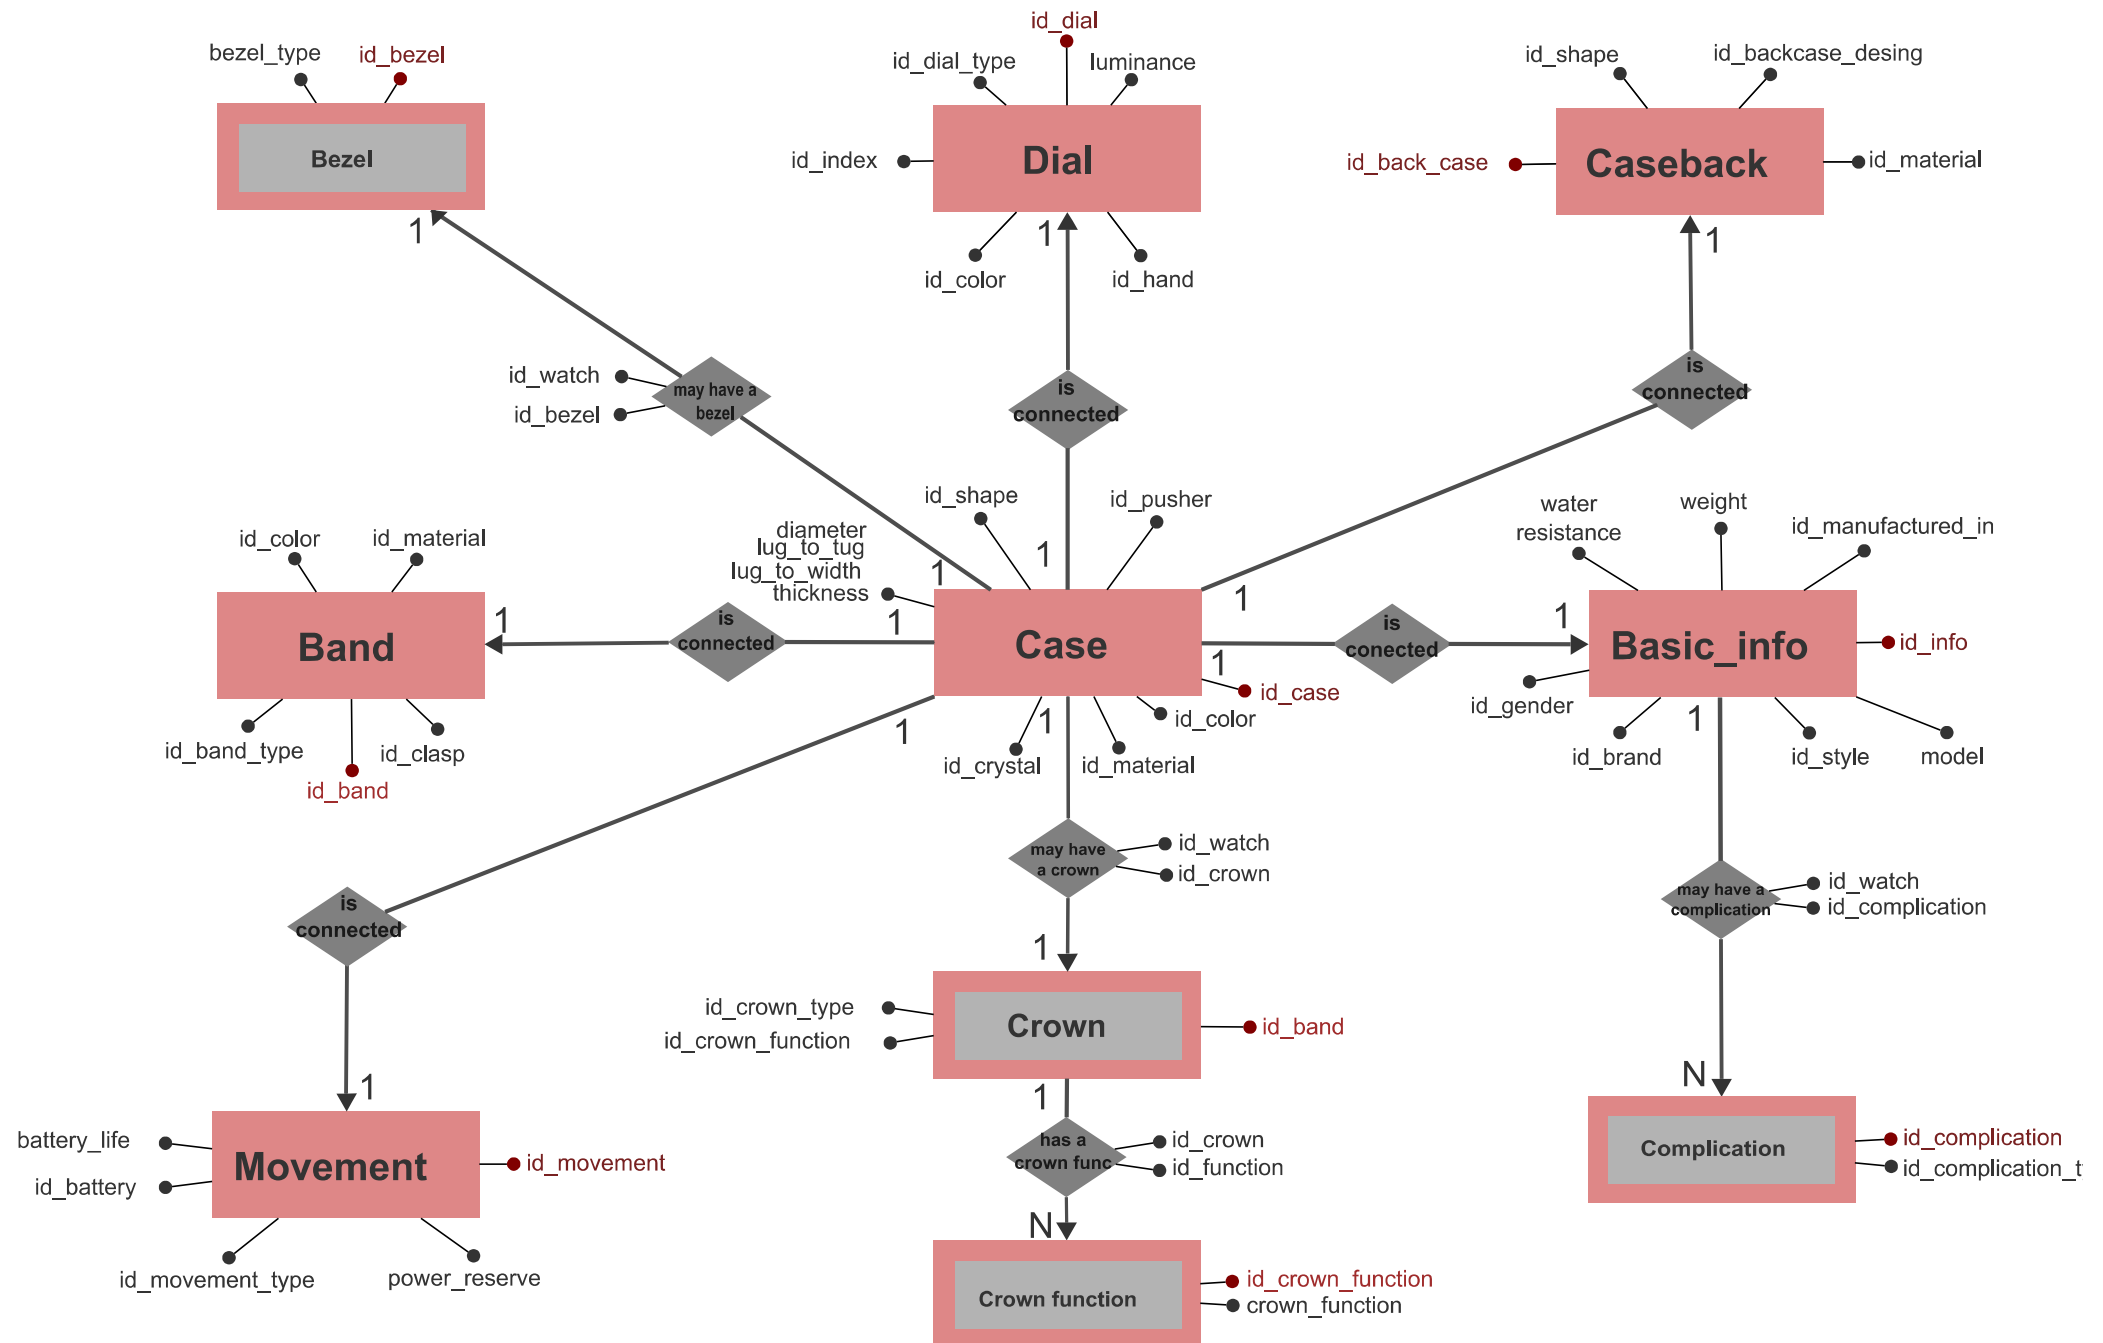 id_dial
bezel_type
id_bezel
id_dial_type
luminance
id_shape
id_backcase_desing
Bezel
id_index
Dial
id_back_case
Caseback
id_material
1
1
1
id_color
id_hand
id_watch
id_bezel
may have a
bezel
is
connected
is
connected
id_shape
id_pusher
water
resistance
weight
id_manufactured_in
id_color
id_material
diameter
lug_to_tug
lug_to_width
thickness
1
1
1
Band
1
is
connected
1
Case
1
is
conected
1
Basic_info
id_info
id_case
id_gender
id_band_type
id_clasp
id_band
1
1
id_color
id_crystal
id_material
1
id_brand
id_style
model
may have
a crown
id_watch
id_crown
may have a
complication
id_watch
id_complication
is
connected
1
id_crown_type
id_crown_function
Crown
id_band
1
1
N
battery_life
id_battery
Movement
id_movement
id_movement_type
power_reserve
has a
crown func
id_crown
id_function
Complication
id_complication
id_complication_t
N
Crown function
id_crown_function
crown_function